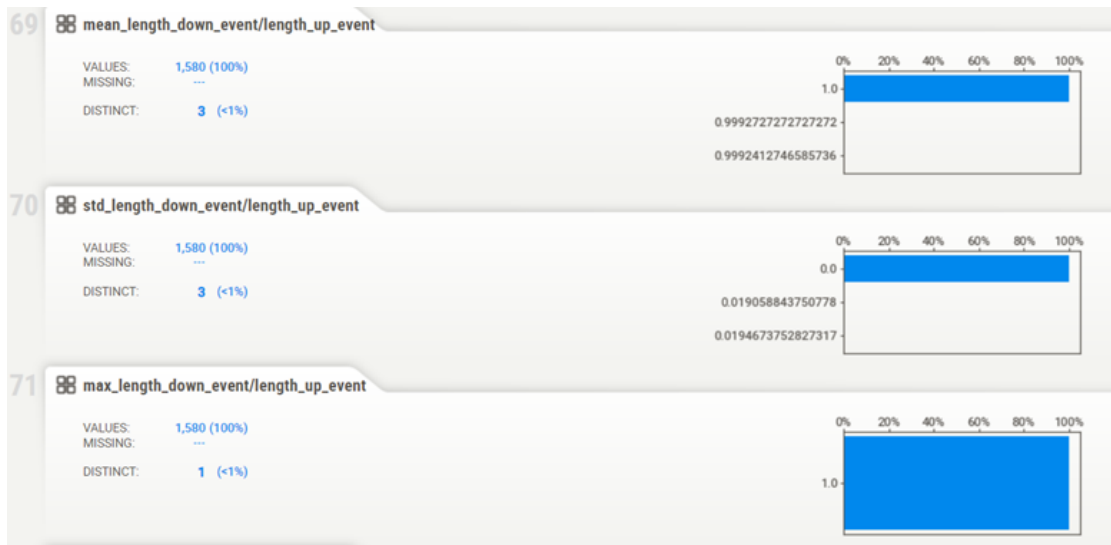 69 mean_length_down_event/length_up_event
VALUES: 1,580 (100%)
MISSING: ---
DISTINCT: 3 (<1%)
0% 20% 40% 60% 80% 100%
1.0
0.9992727272727272
0.9992412746585736
70 std_length_down_event/length_up_event
VALUES: 1,580 (100%)
MISSING: ---
DISTINCT: 3 (<1%)
0% 20% 40% 60% 80% 100%
0.0
0.019058843750778
0.0194673752827317
71 max_length_down_event/length_up_event
VALUES: 1,580 (100%)
MISSING: ---
DISTINCT: 1 (<1%)
0% 20% 40% 60% 80% 100%
1.0